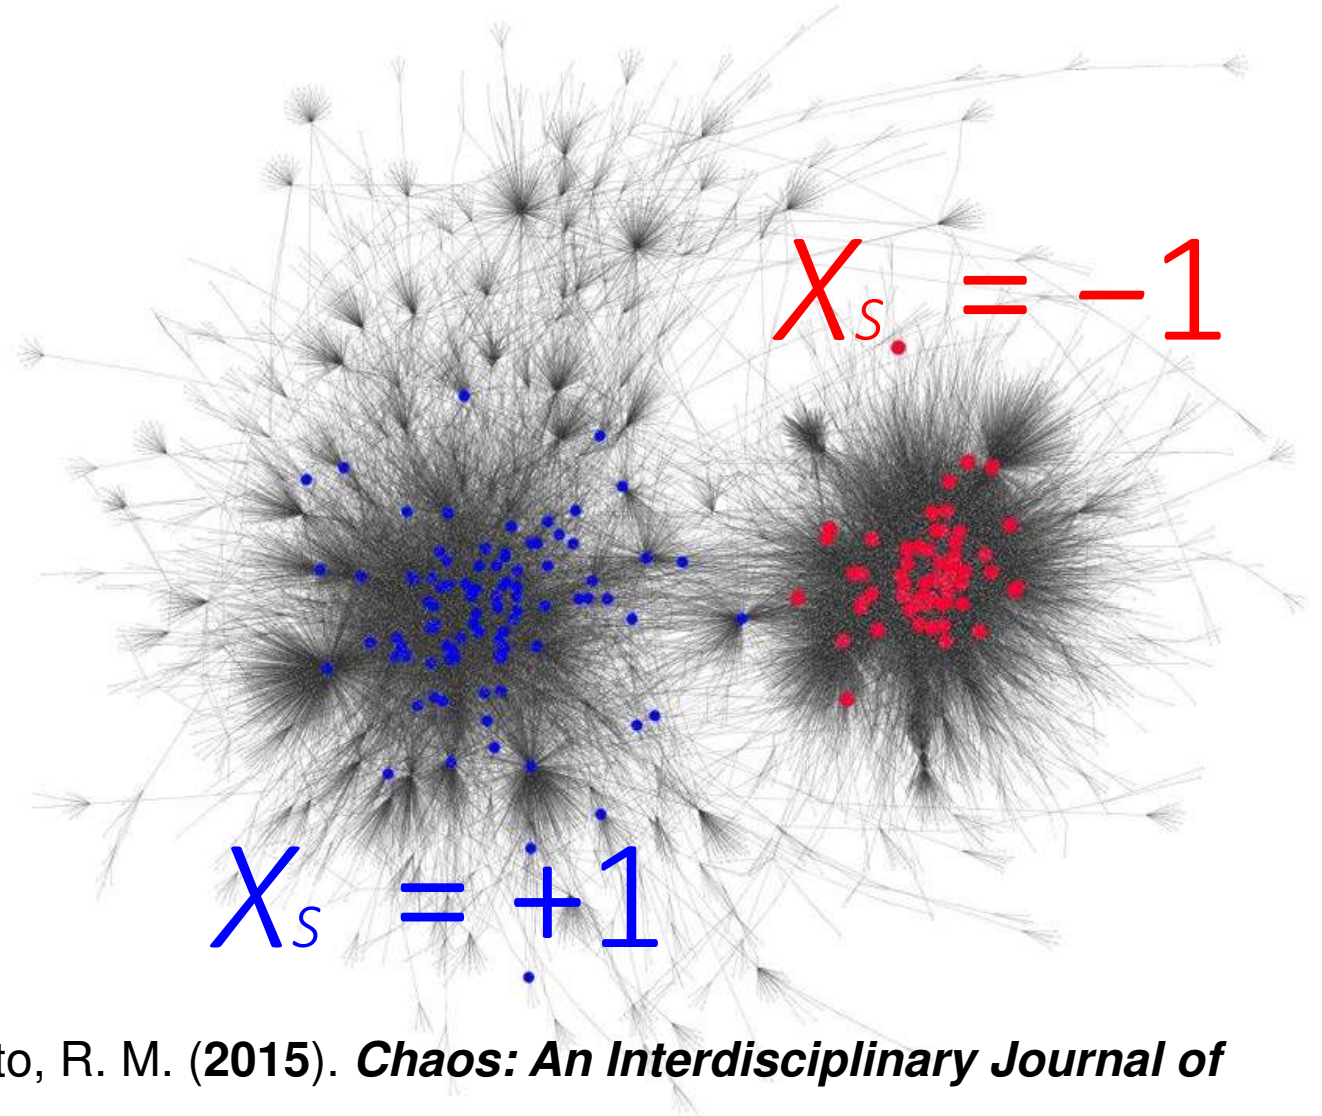 Xs = −1
Xs = +1
to, R. M. (2015). Chaos: An Interdisciplinary Journal of